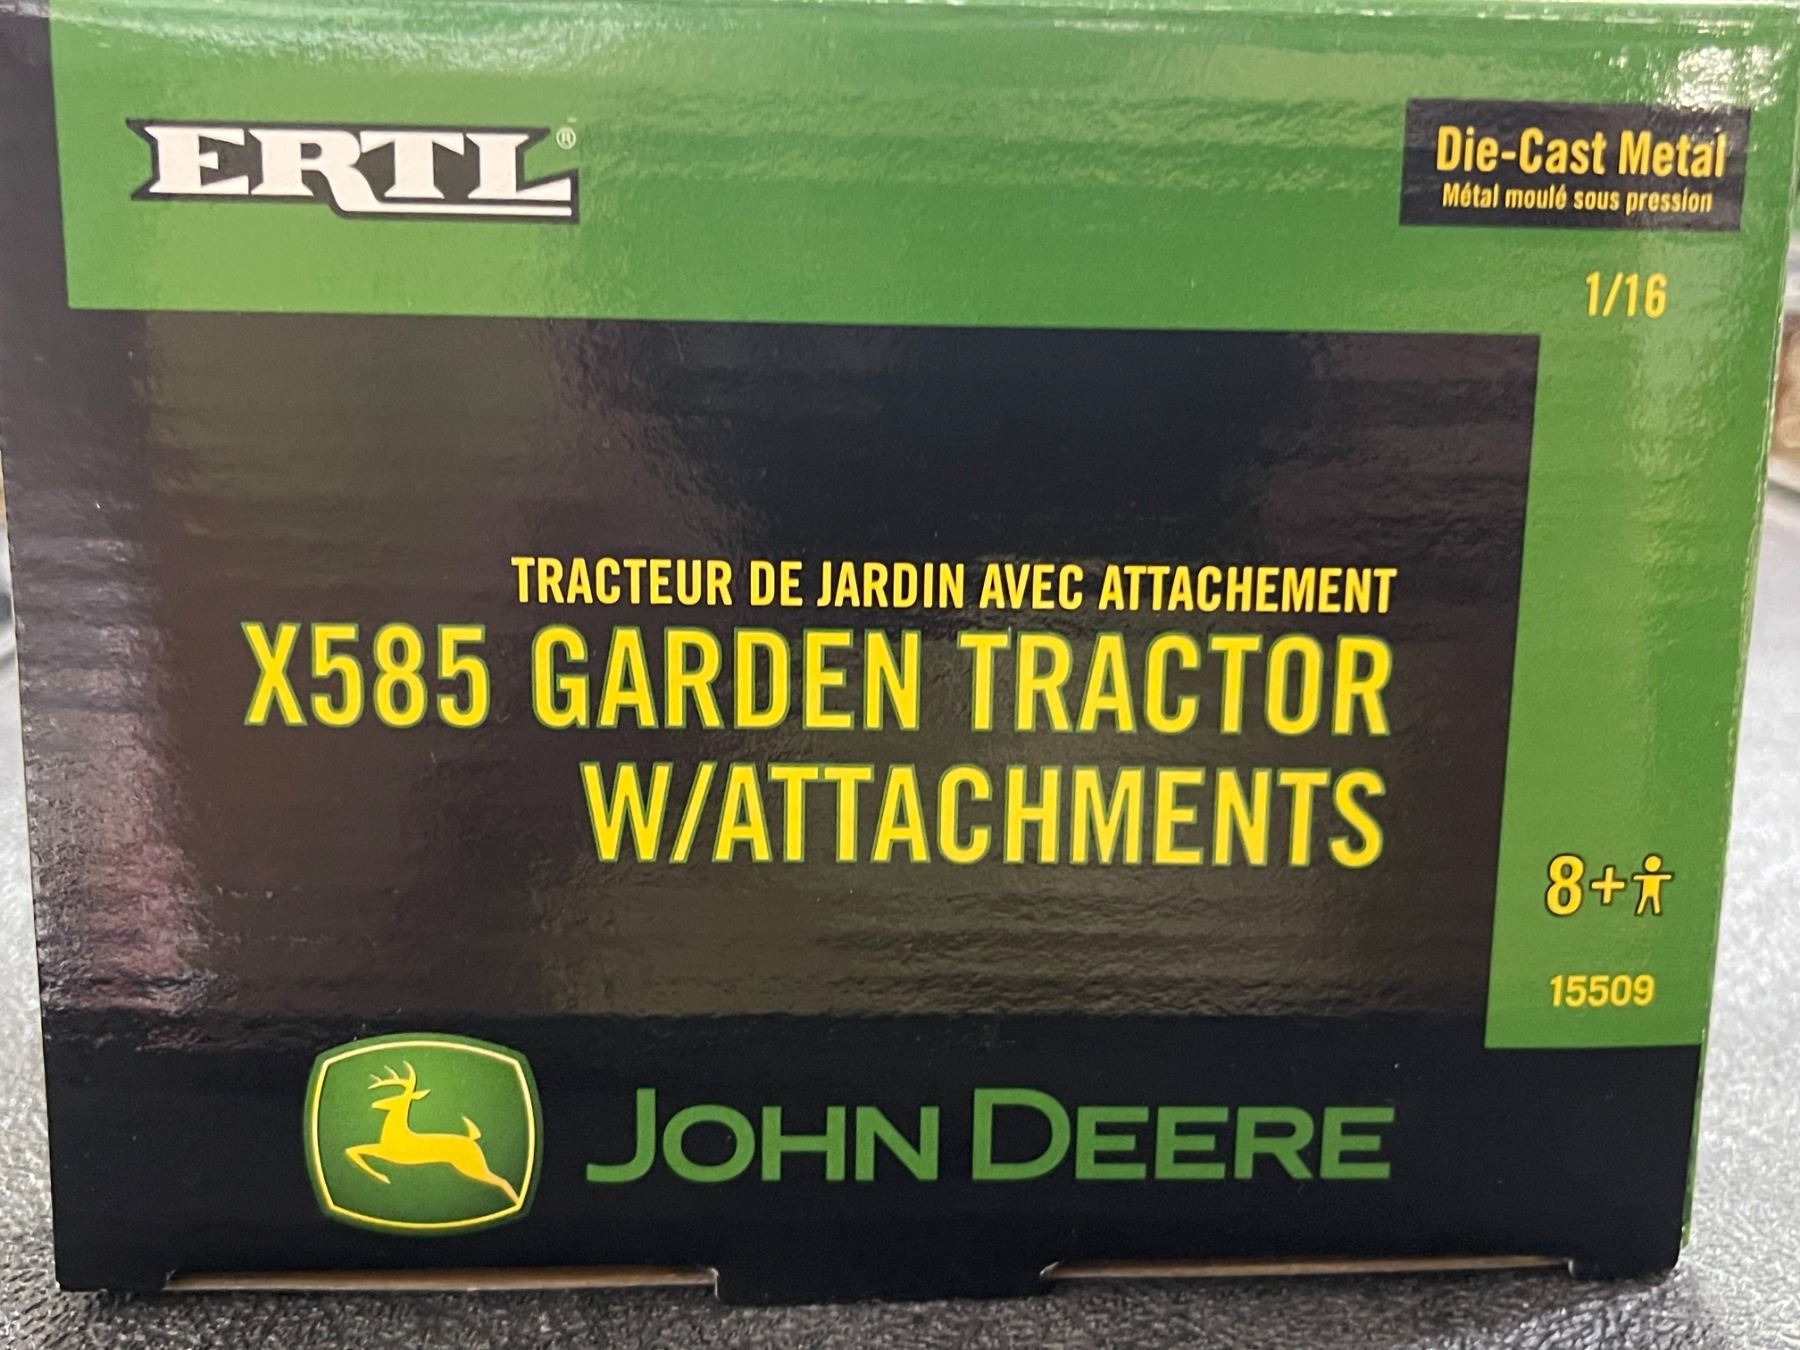 ERTL®
Die-Cast Metal
Métal moulé sous pression
1/16
TRACTEUR DE JARDIN AVEC ATTACHEMENT
X585 GARDEN TRACTOR
W/ATTACHMENTS
8+
15509
JOHN DEERE